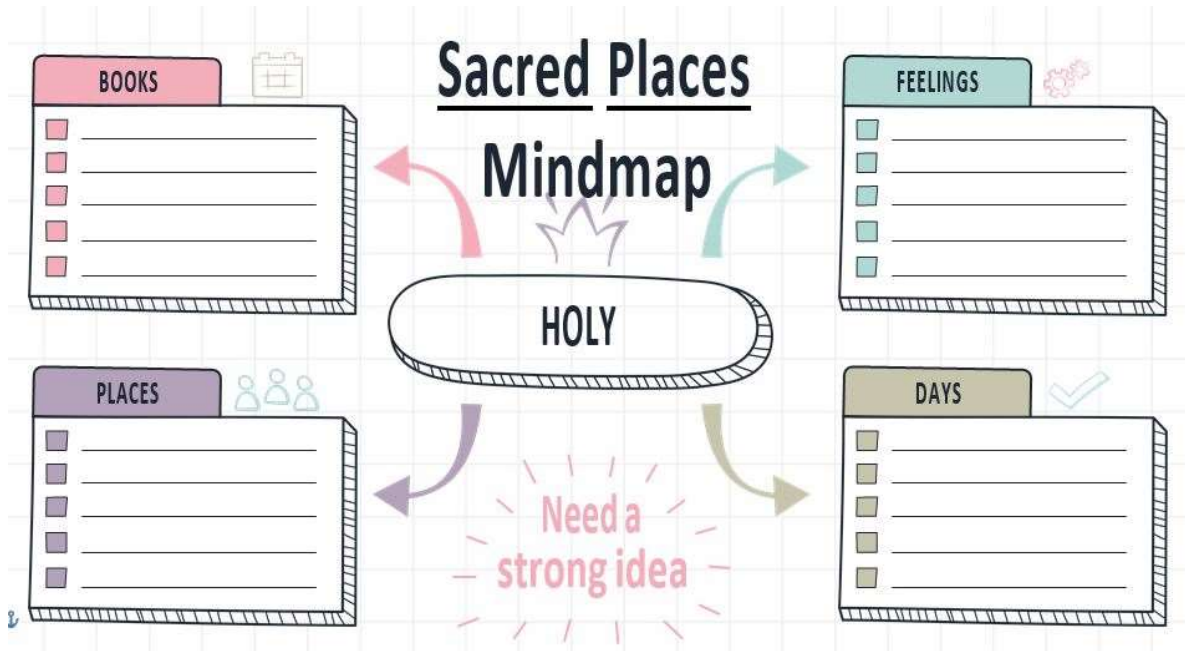 Sacred Places
Mindmap
BOOKS
FEELINGS
HOLY
PLACES
DAYS
Need a
strong idea